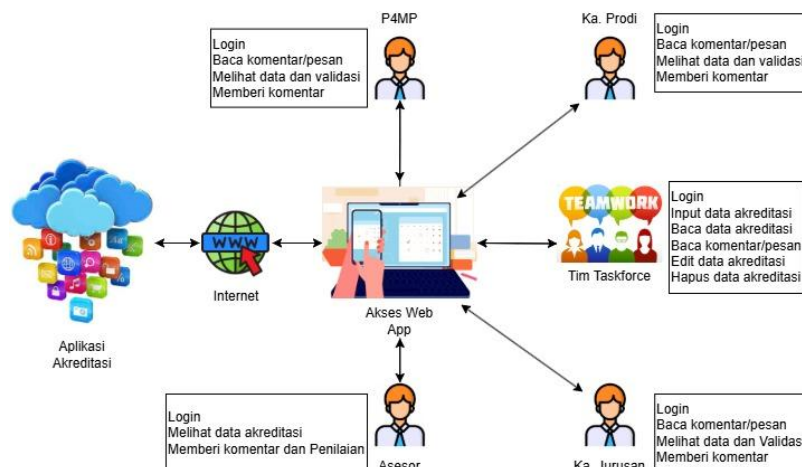 P4MP
Login
Baca komentar/pesan
Melihat data dan validasi
Memberi komentar
Ka. Prodi
Login
Baca komentar/pesan
Melihat data dan validasi
Memberi komentar
Aplikasi
Akreditasi
WWW
Internet
Akses Web
App
TEAMWORK
Tim Taskforce
Login
Input data akreditasi
Baca data akreditasi
Baca komentar/pesan
Edit data akreditasi
Hapus data akreditasi
Login
Melihat data akreditasi
Memberi komentar dan Penilaian
Asesor
Ka. Jurusan
Login
Baca komentar/pesan
Melihat data dan Validasi
Memberi komentar